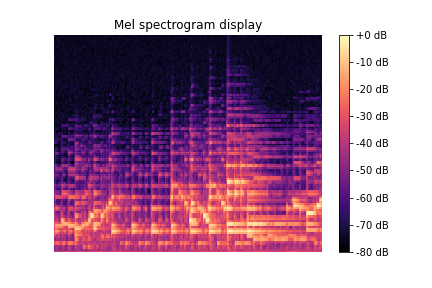 Mel spectrogram display
+0 dB
-10 dB
-20 dB
-30 dB
-40 dB
-50 dB
-60 dB
-70 dB
-80 dB